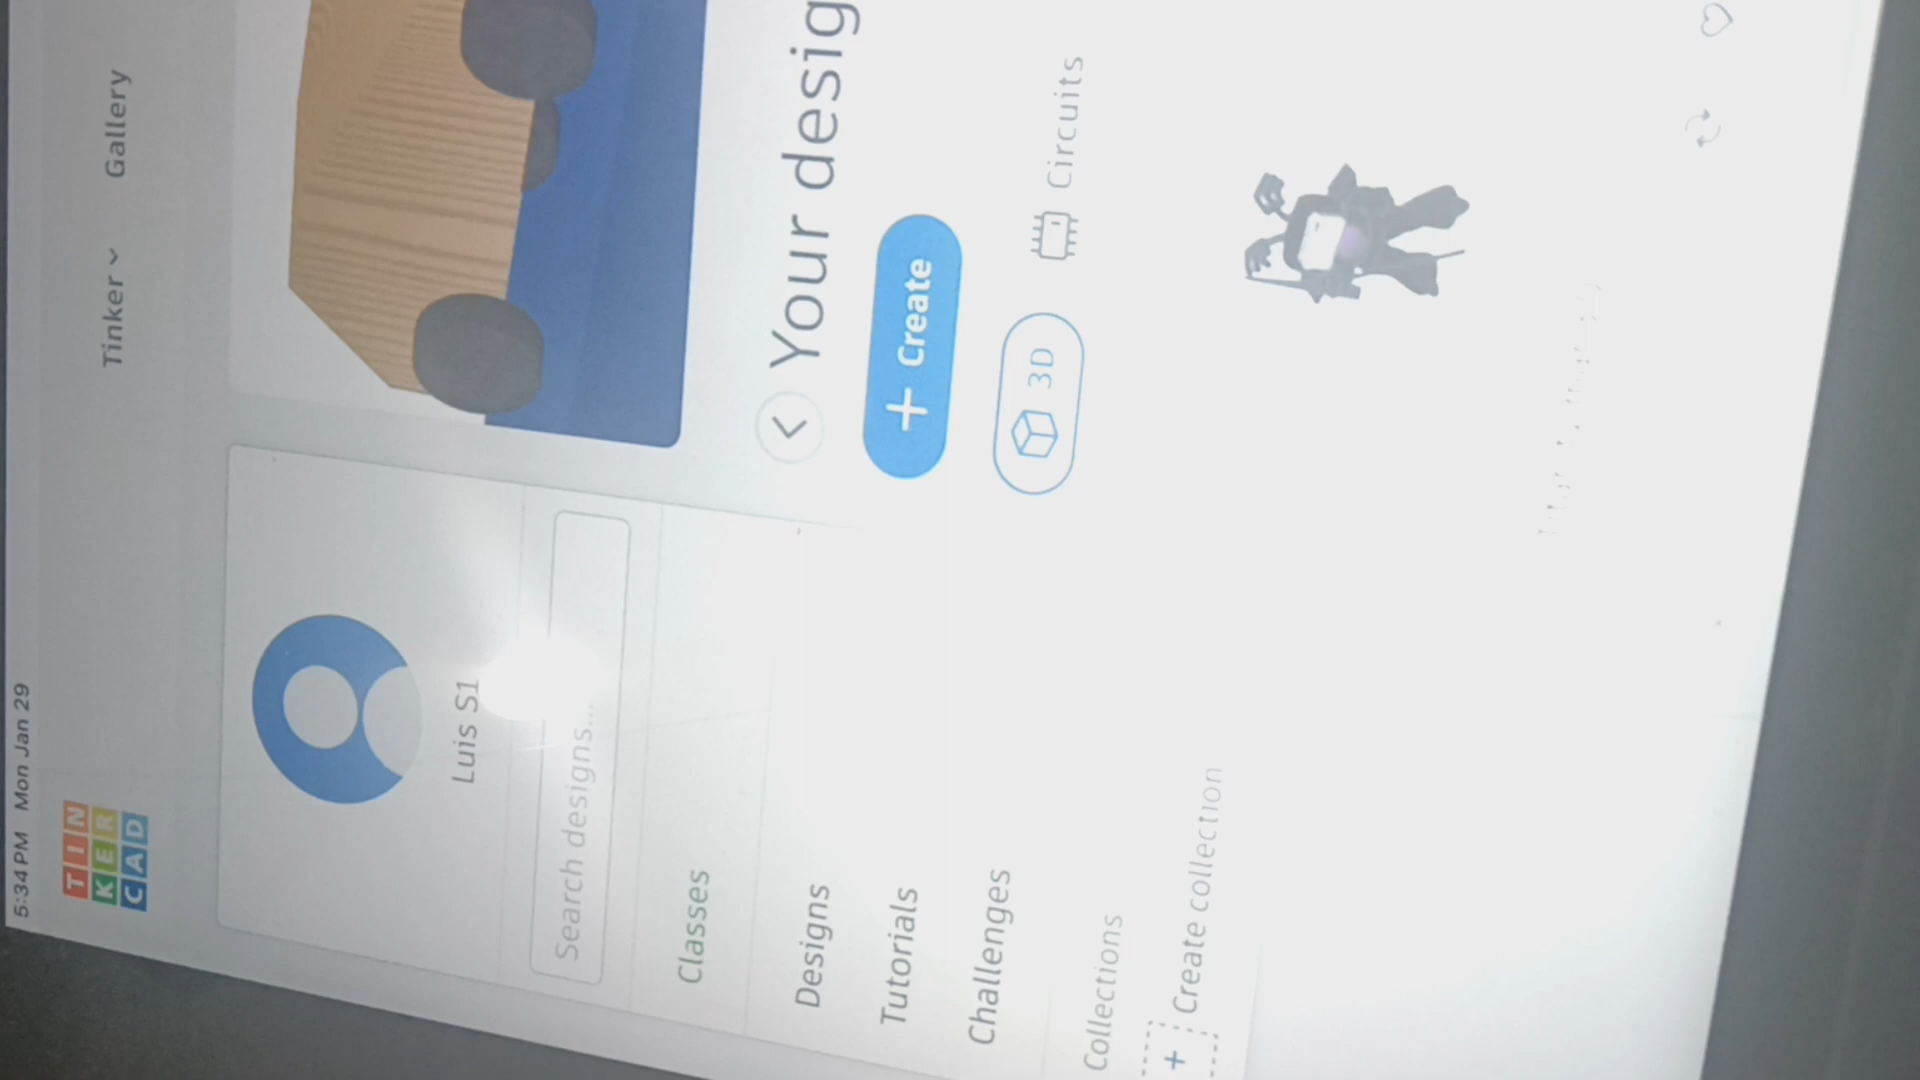 5:34 PM Mon Jan 29
TIN
KER
CAD
Tinker
Gallery
Luis S1
Search designs...
Classes
Designs
Tutorials
Challenges
Collections
+ Create collection
Your desig
+ Create
3D
Circuits